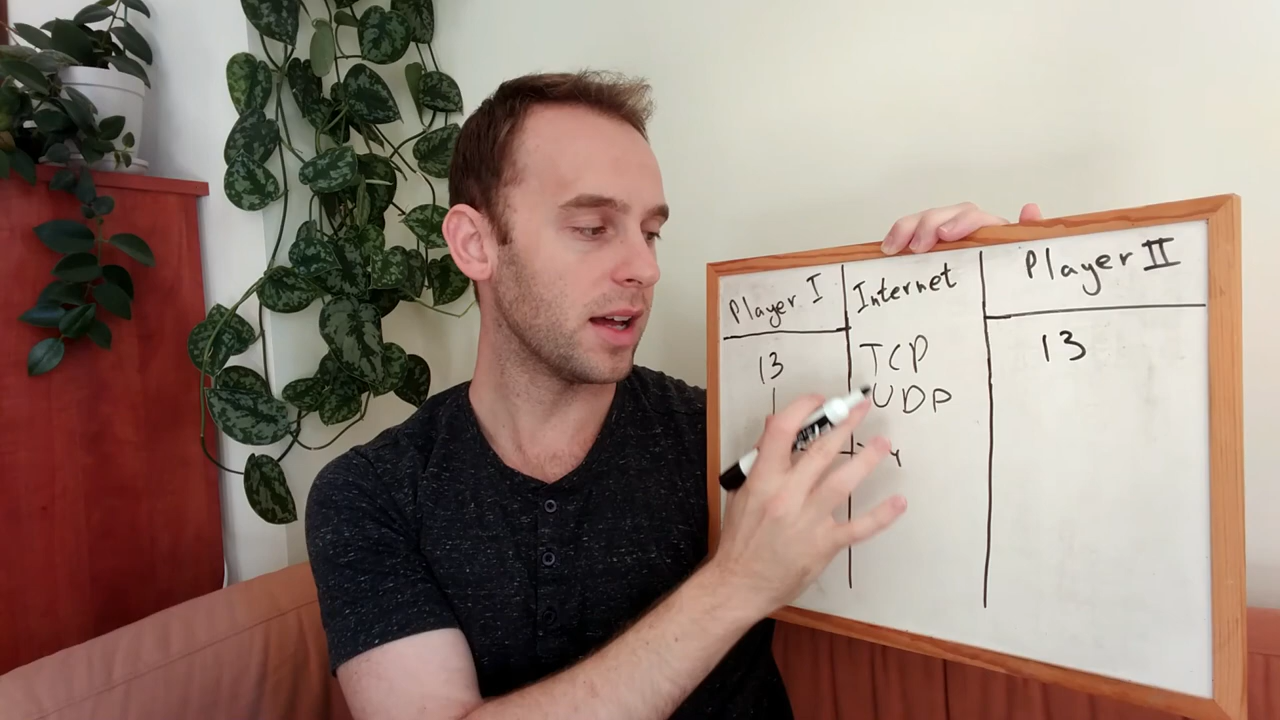 Player I
Internet
Player II
13
TCP
13
UDP